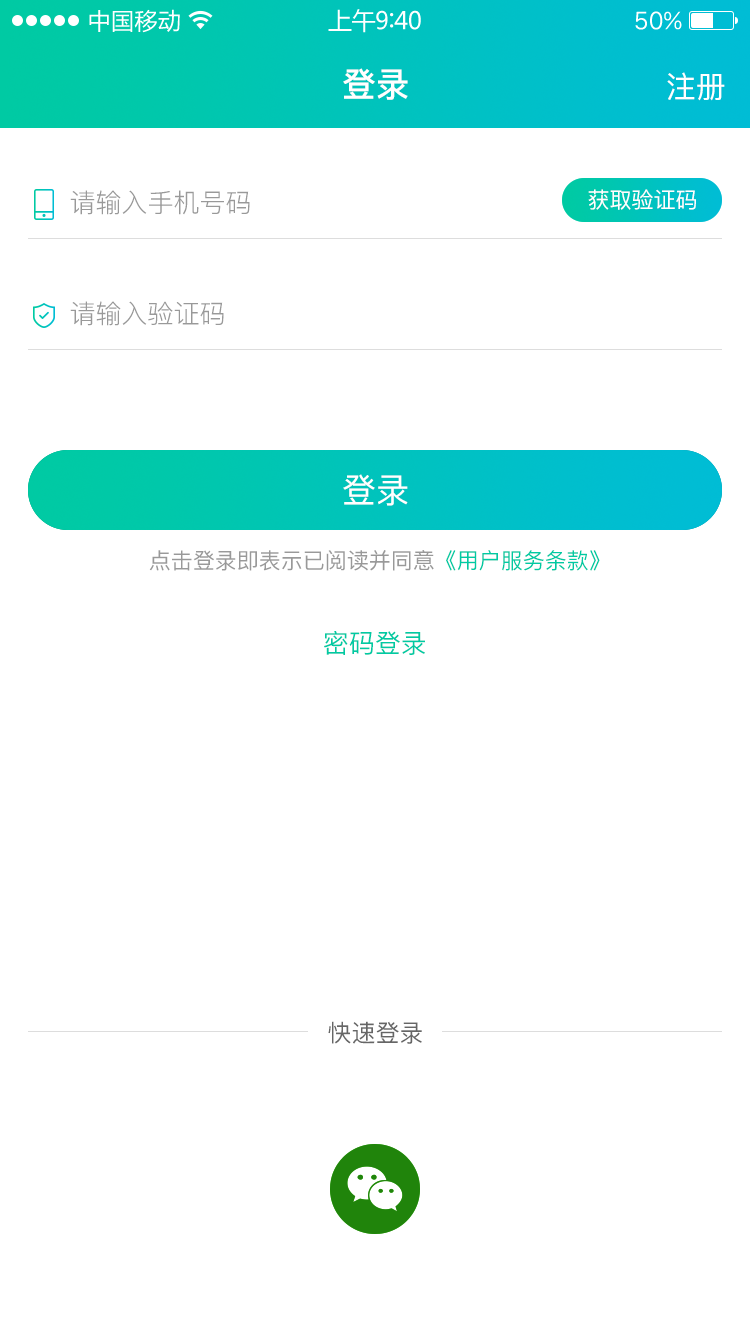 中国移动 上午9:40 50%
登录 注册
请输入手机号码 获取验证码
请输入验证码
登录
点击登录即表示已阅读并同意《用户服务条款》
密码登录
快速登录